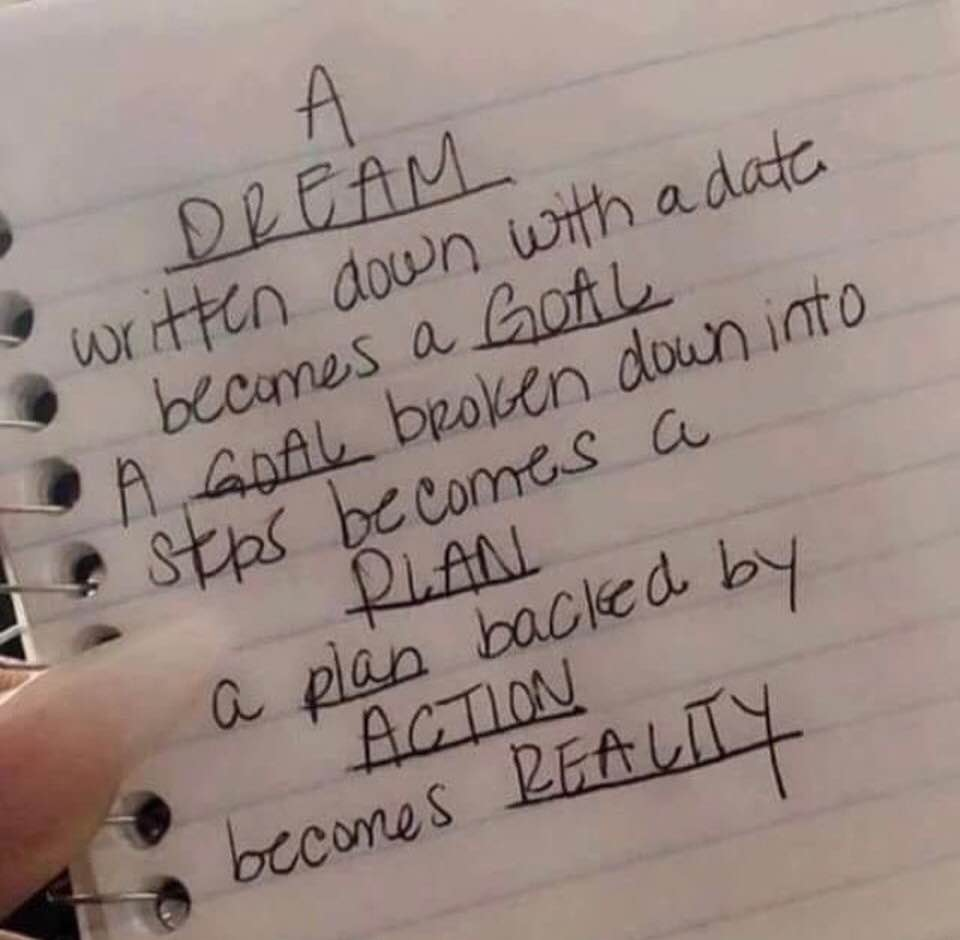 A
DREAM
written down with a date
becomes a GOAL
A GOAL broken down into
steps becomes a
PLAN
a plan backed by
ACTION
becomes REALITY